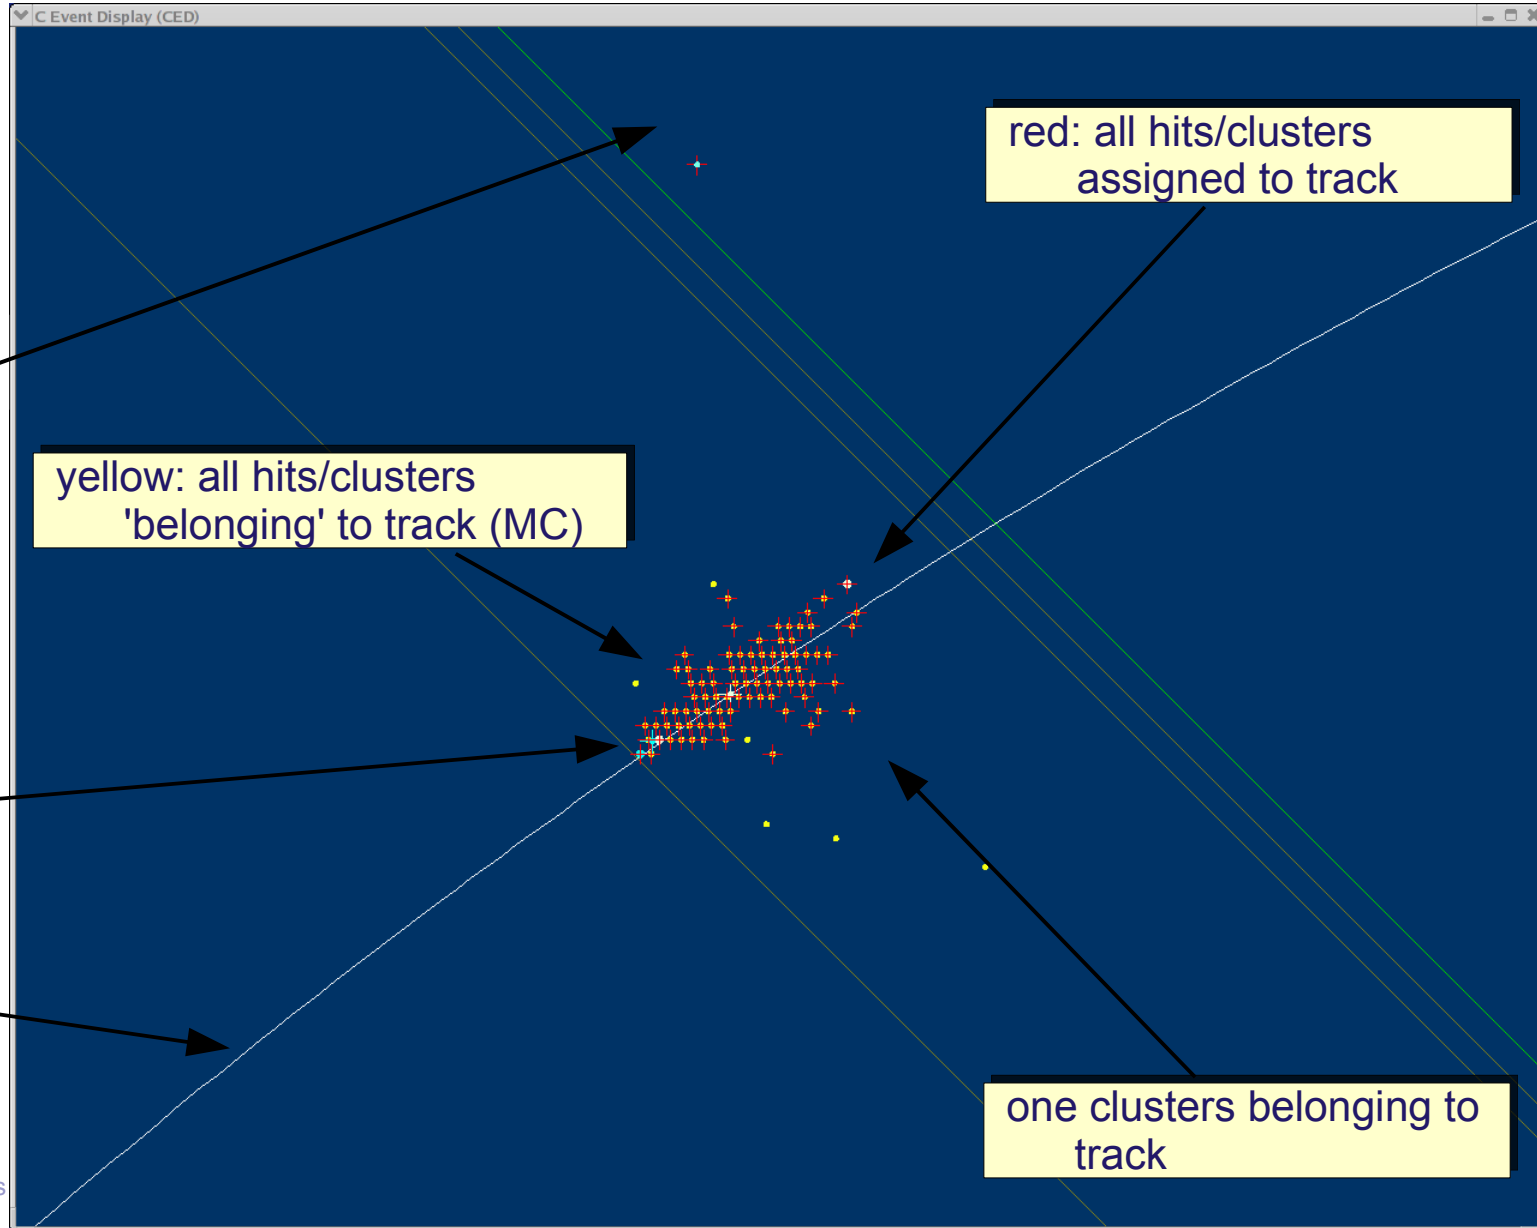 C Event Display (CED)
red: all hits/clusters
assigned to track
yellow: all hits/clusters
'belonging' to track (MC)
one clusters belonging to
track
s